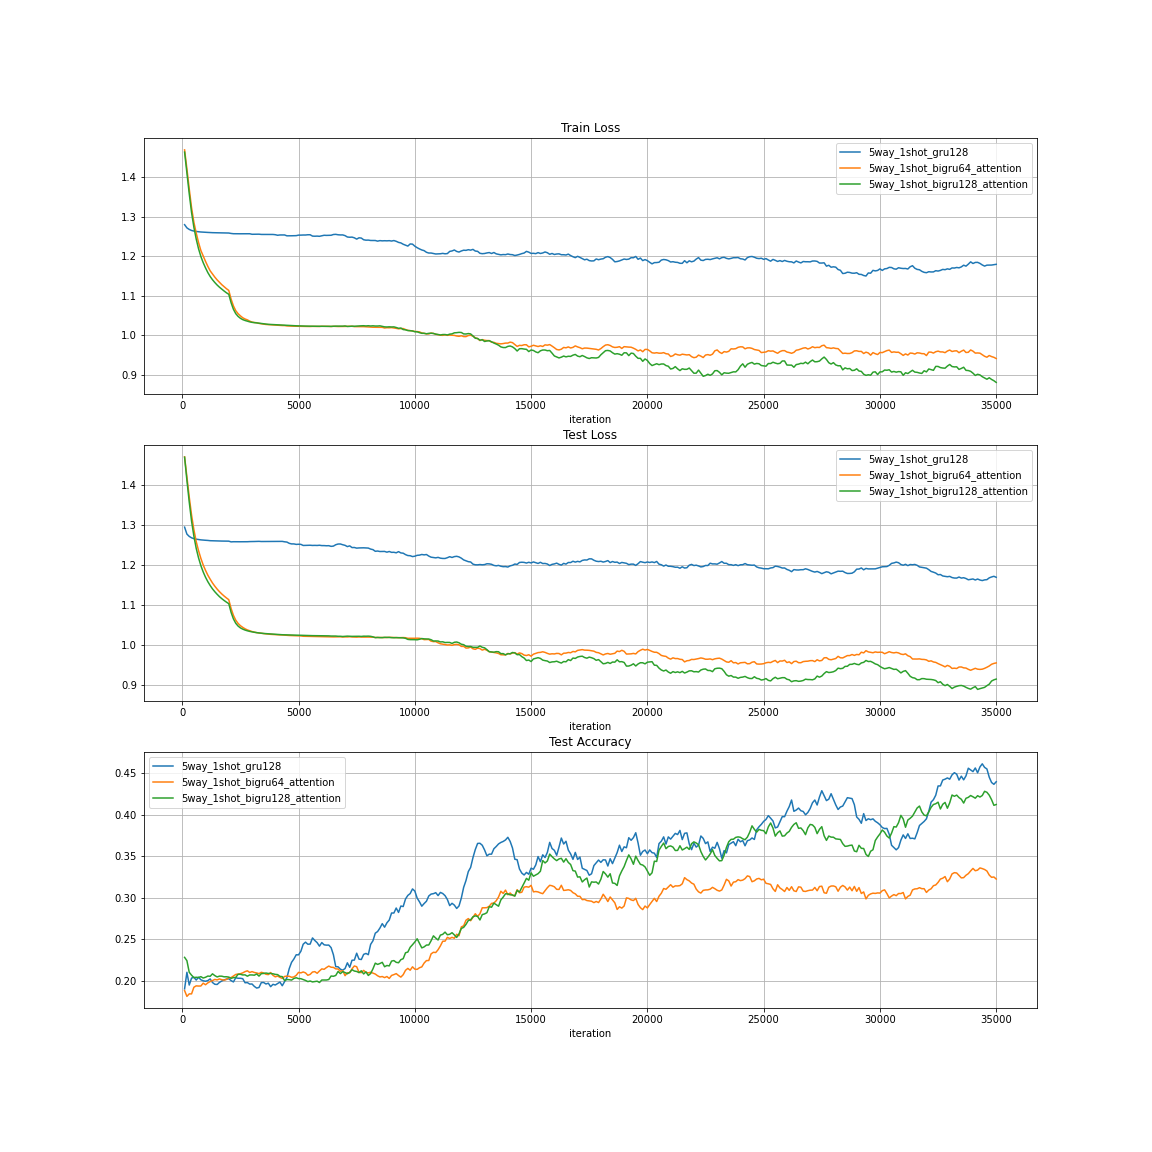 Train Loss
5way_1shot_gru128
5way_1shot_bigru64_attention
5way_1shot_bigru128_attention
1.4
1.3
1.2
1.1
1.0
0.9
0 5000 10000 15000 20000 25000 30000 35000
iteration
Test Loss
5way_1shot_gru128
5way_1shot_bigru64_attention
5way_1shot_bigru128_attention
1.4
1.3
1.2
1.1
1.0
0.9
0 5000 10000 15000 20000 25000 30000 35000
iteration
Test Accuracy
5way_1shot_gru128
5way_1shot_bigru64_attention
5way_1shot_bigru128_attention
0.45
0.40
0.35
0.30
0.25
0.20
0 5000 10000 15000 20000 25000 30000 35000
iteration